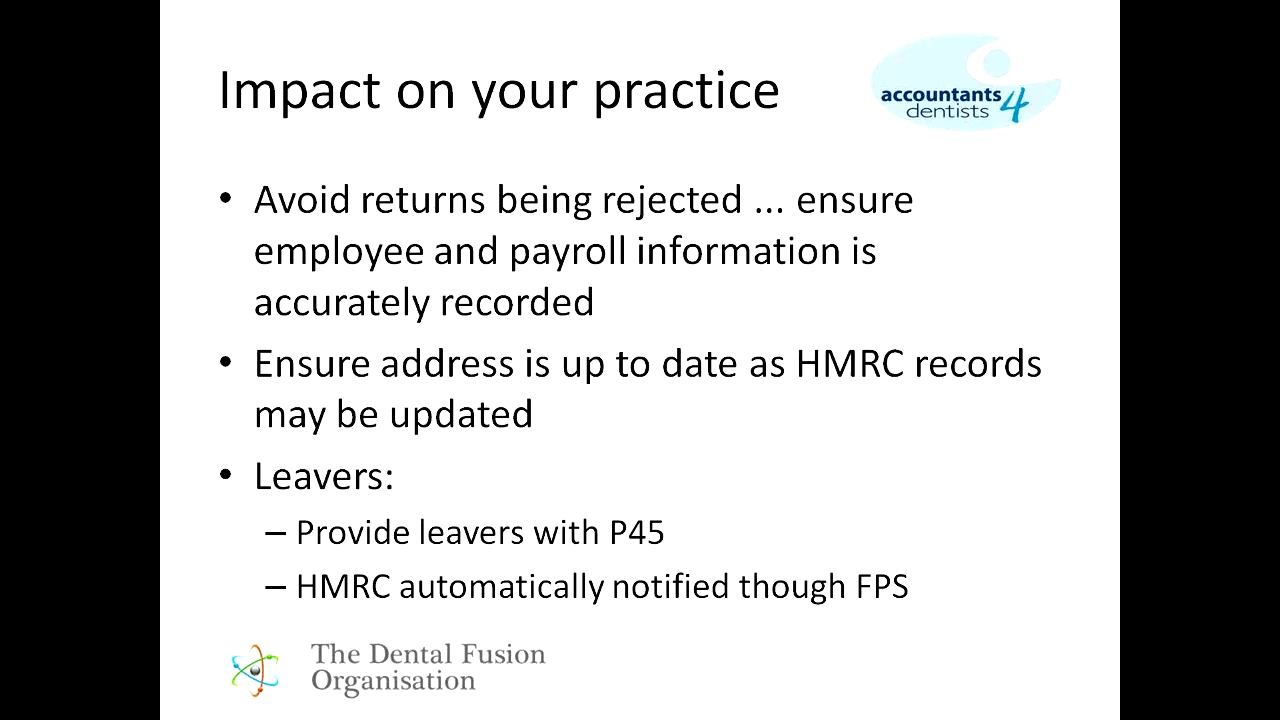 Impact on your practice
accountants 4
dentists
• Avoid returns being rejected ... ensure
employee and payroll information is
accurately recorded
• Ensure address is up to date as HMRC records
may be updated
• Leavers:
– Provide leavers with P45
– HMRC automatically notified though FPS
The Dental Fusion
Organisation